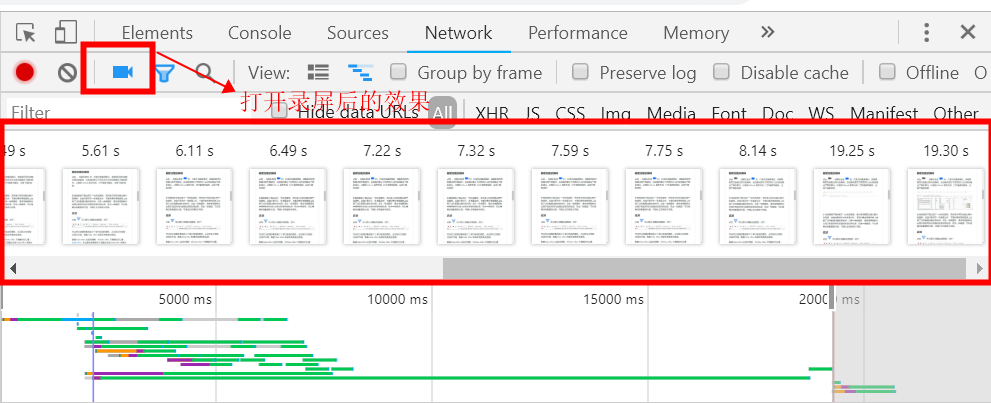 Elements Console Sources Network Performance Memory
View: Group by frame Preserve log Disable cache Offline O
打开录屏后的效果
Filter Hide data URLs All XHR JS CSS Img Media Font Doc WS Manifest Other
49 s 5.61 s 6.11 s 6.49 s 7.22 s 7.32 s 7.59 s 7.75 s 8.14 s 19.25 s 19.30 s
5000 ms 10000 ms 15000 ms 20000 ms